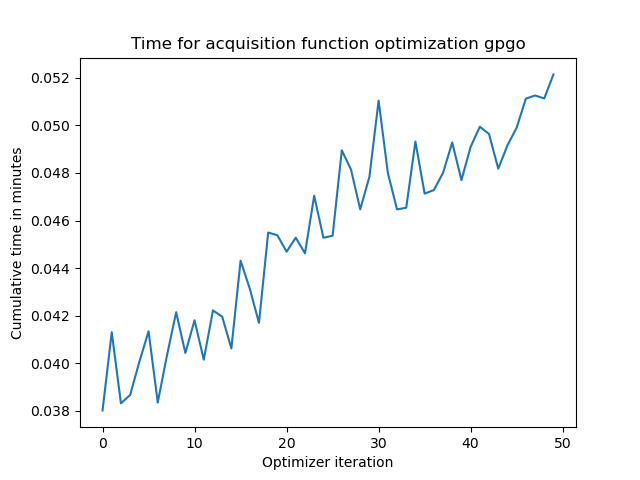 Time for acquisition function optimization gpgo
0.052
0.050
0.048
0.046
0.044
0.042
0.040
0.038
Cumulative time in minutes
0 10 20 30 40 50
Optimizer iteration